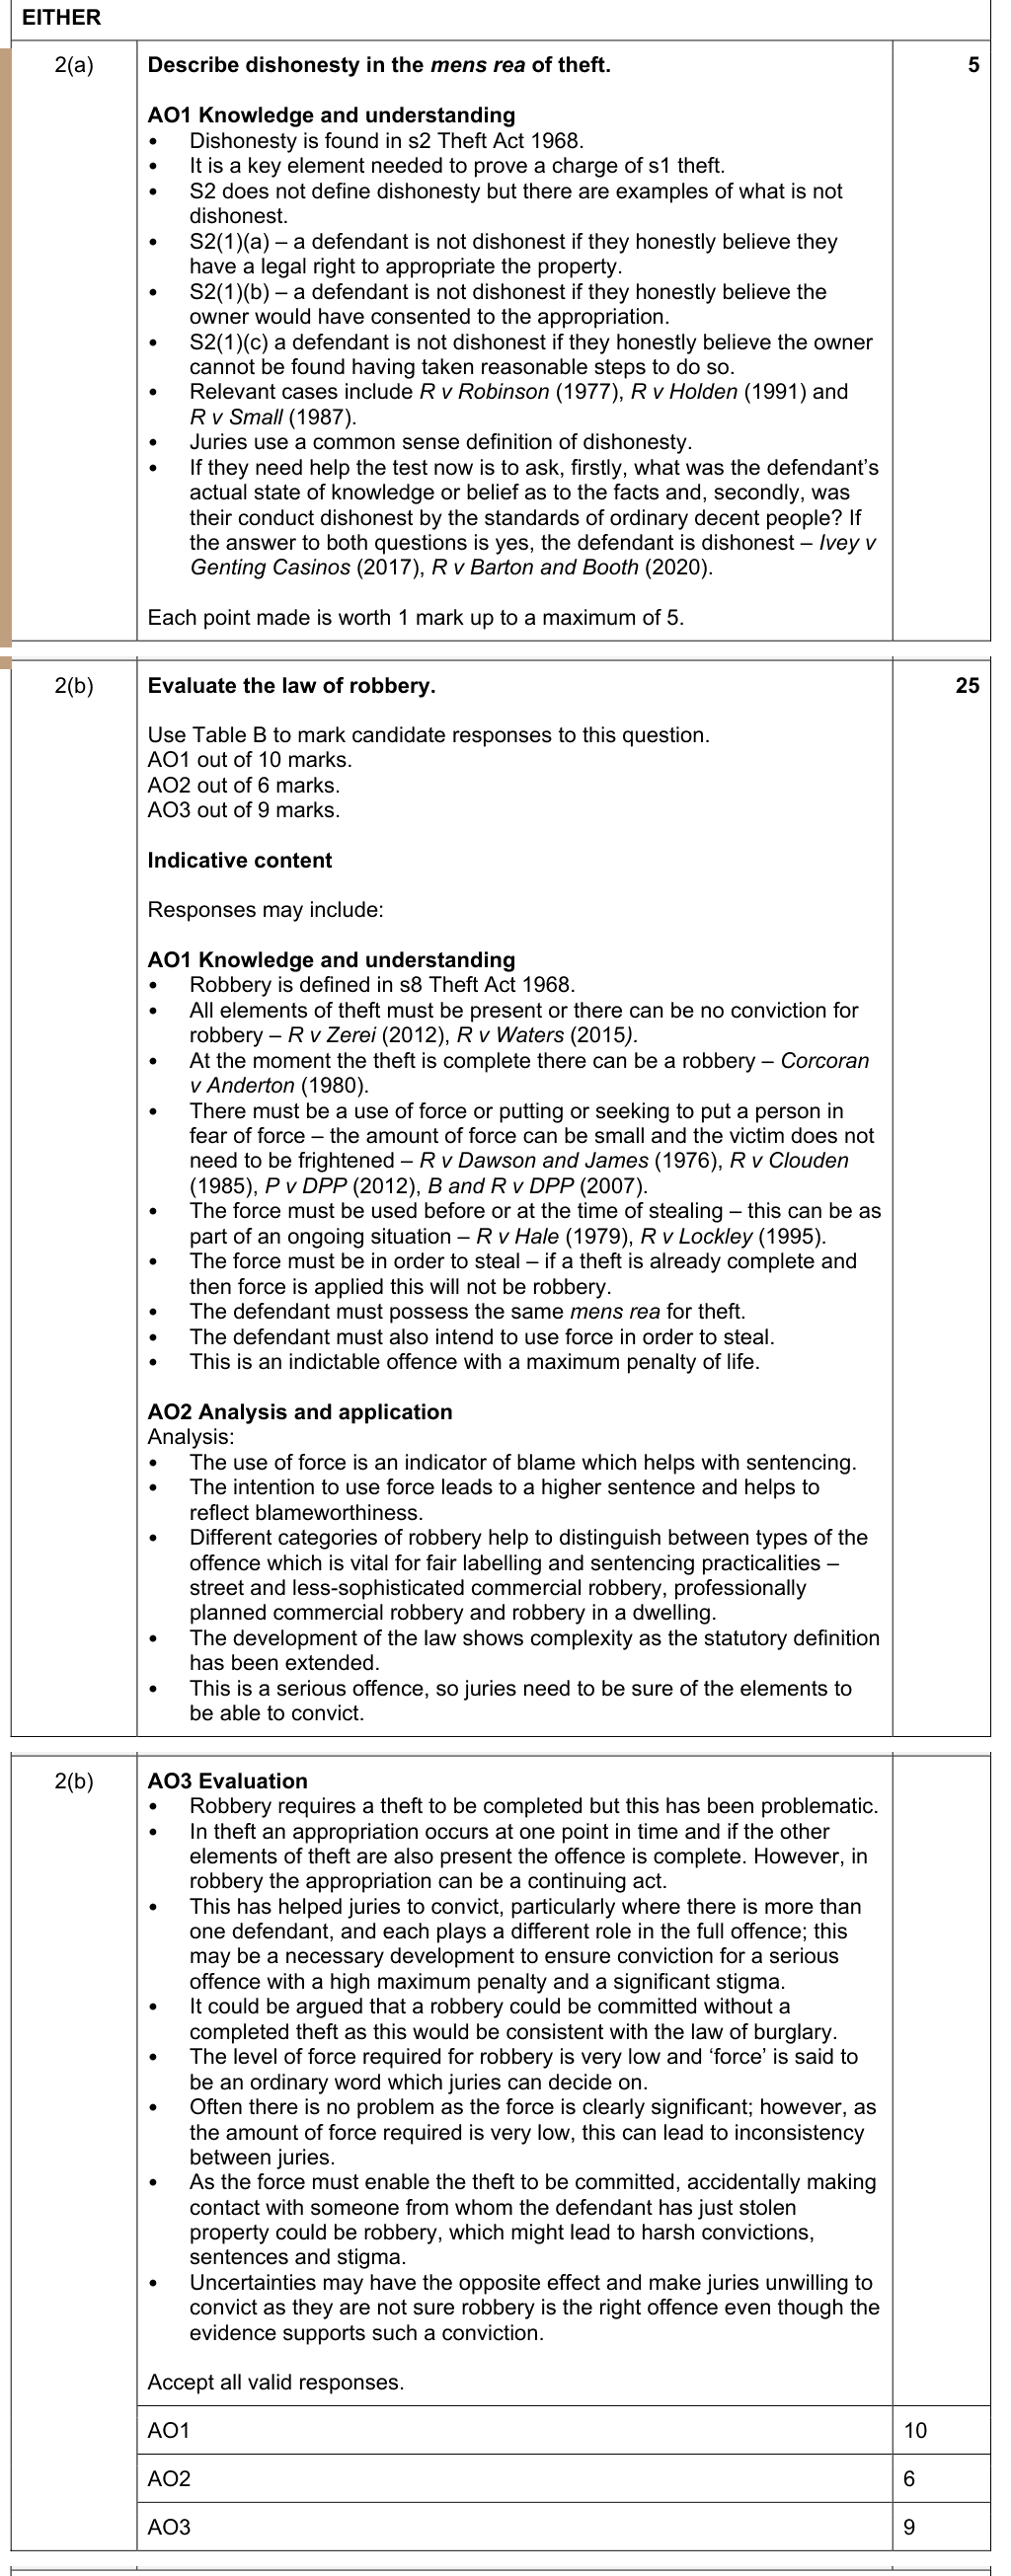 EITHER
2(a)
Describe dishonesty in the mens rea of theft.
5
AO1 Knowledge and understanding
• Dishonesty is found in s2 Theft Act 1968.
• It is a key element needed to prove a charge of s1 theft.
• S2 does not define dishonesty but there are examples of what is not
dishonest.
• S2(1)(a) – a defendant is not dishonest if they honestly believe they
have a legal right to appropriate the property.
• S2(1)(b) – a defendant is not dishonest if they honestly believe the
owner would have consented to the appropriation.
• S2(1)(c) a defendant is not dishonest if they honestly believe the owner
cannot be found having taken reasonable steps to do so.
• Relevant cases include R v Robinson (1977), R v Holden (1991) and
R v Small (1987).
• Juries use a common sense definition of dishonesty.
• If they need help the test now is to ask, firstly, what was the defendant's
actual state of knowledge or belief as to the facts and, secondly, was
their conduct dishonest by the standards of ordinary decent people? If
the answer to both questions is yes, the defendant is dishonest – Ivey v
Genting Casinos (2017), R v Barton and Booth (2020).
Each point made is worth 1 mark up to a maximum of 5.
2(b)
Evaluate the law of robbery.
25
Use Table B to mark candidate responses to this question.
AO1 out of 10 marks.
AO2 out of 6 marks.
AO3 out of 9 marks.
Indicative content
Responses may include:
AO1 Knowledge and understanding
• Robbery is defined in s8 Theft Act 1968.
• All elements of theft must be present or there can be no conviction for
robbery – R v Zerei (2012), R v Waters (2015).
• At the moment the theft is complete there can be a robbery – Corcoran
v Anderton (1980).
• There must be a use of force or putting or seeking to put a person in
fear of force – the amount of force can be small and the victim does not
need to be frightened – R v Dawson and James (1976), R v Clouden
(1985), P v DPP (2012), B and R v DPP (2007).
• The force must be used before or at the time of stealing – this can be as
part of an ongoing situation – R v Hale (1979), R v Lockley (1995).
• The force must be in order to steal – if a theft is already complete and
then force is applied this will not be robbery.
• The defendant must possess the same mens rea for theft.
• The defendant must also intend to use force in order to steal.
• This is an indictable offence with a maximum penalty of life.
AO2 Analysis and application
Analysis:
• The use of force is an indicator of blame which helps with sentencing.
• The intention to use force leads to a higher sentence and helps to
reflect blameworthiness.
• Different categories of robbery help to distinguish between types of the
offence which is vital for fair labelling and sentencing practicalities –
street and less-sophisticated commercial robbery, professionally
planned commercial robbery and robbery in a dwelling.
• The development of the law shows complexity as the statutory definition
has been extended.
• This is a serious offence, so juries need to be sure of the elements to
be able to convict.
2(b)
AO3 Evaluation
• Robbery requires a theft to be completed but this has been problematic.
• In theft an appropriation occurs at one point in time and if the other
elements of theft are also present the offence is complete. However, in
robbery the appropriation can be a continuing act.
• This has helped juries to convict, particularly where there is more than
one defendant, and each plays a different role in the full offence; this
may be a necessary development to ensure conviction for a serious
offence with a high maximum penalty and a significant stigma.
• It could be argued that a robbery could be committed without a
completed theft as this would be consistent with the law of burglary.
• The level of force required for robbery is very low and ‘force’ is said to
be an ordinary word which juries can decide on.
• Often there is no problem as the force is clearly significant; however, as
the amount of force required is very low, this can lead to inconsistency
between juries.
• As the force must enable the theft to be committed, accidentally making
contact with someone from whom the defendant has just stolen
property could be robbery, which might lead to harsh convictions,
sentences and stigma.
• Uncertainties may have the opposite effect and make juries unwilling to
convict as they are not sure robbery is the right offence even though the
evidence supports such a conviction.
Accept all valid responses.
AO1 10
AO2 6
AO3 9